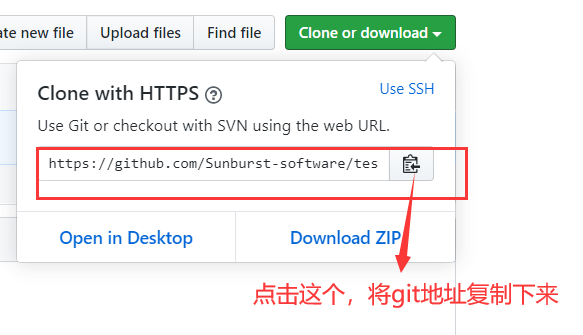 ate new file Upload files Find file Clone or download
Clone with HTTPS ?
Use SSH
Use Git or checkout with SVN using the web URL.
https://github.com/Sunburst-software/tes
Open in Desktop Download ZIP
点击这个，将git地址复制下来